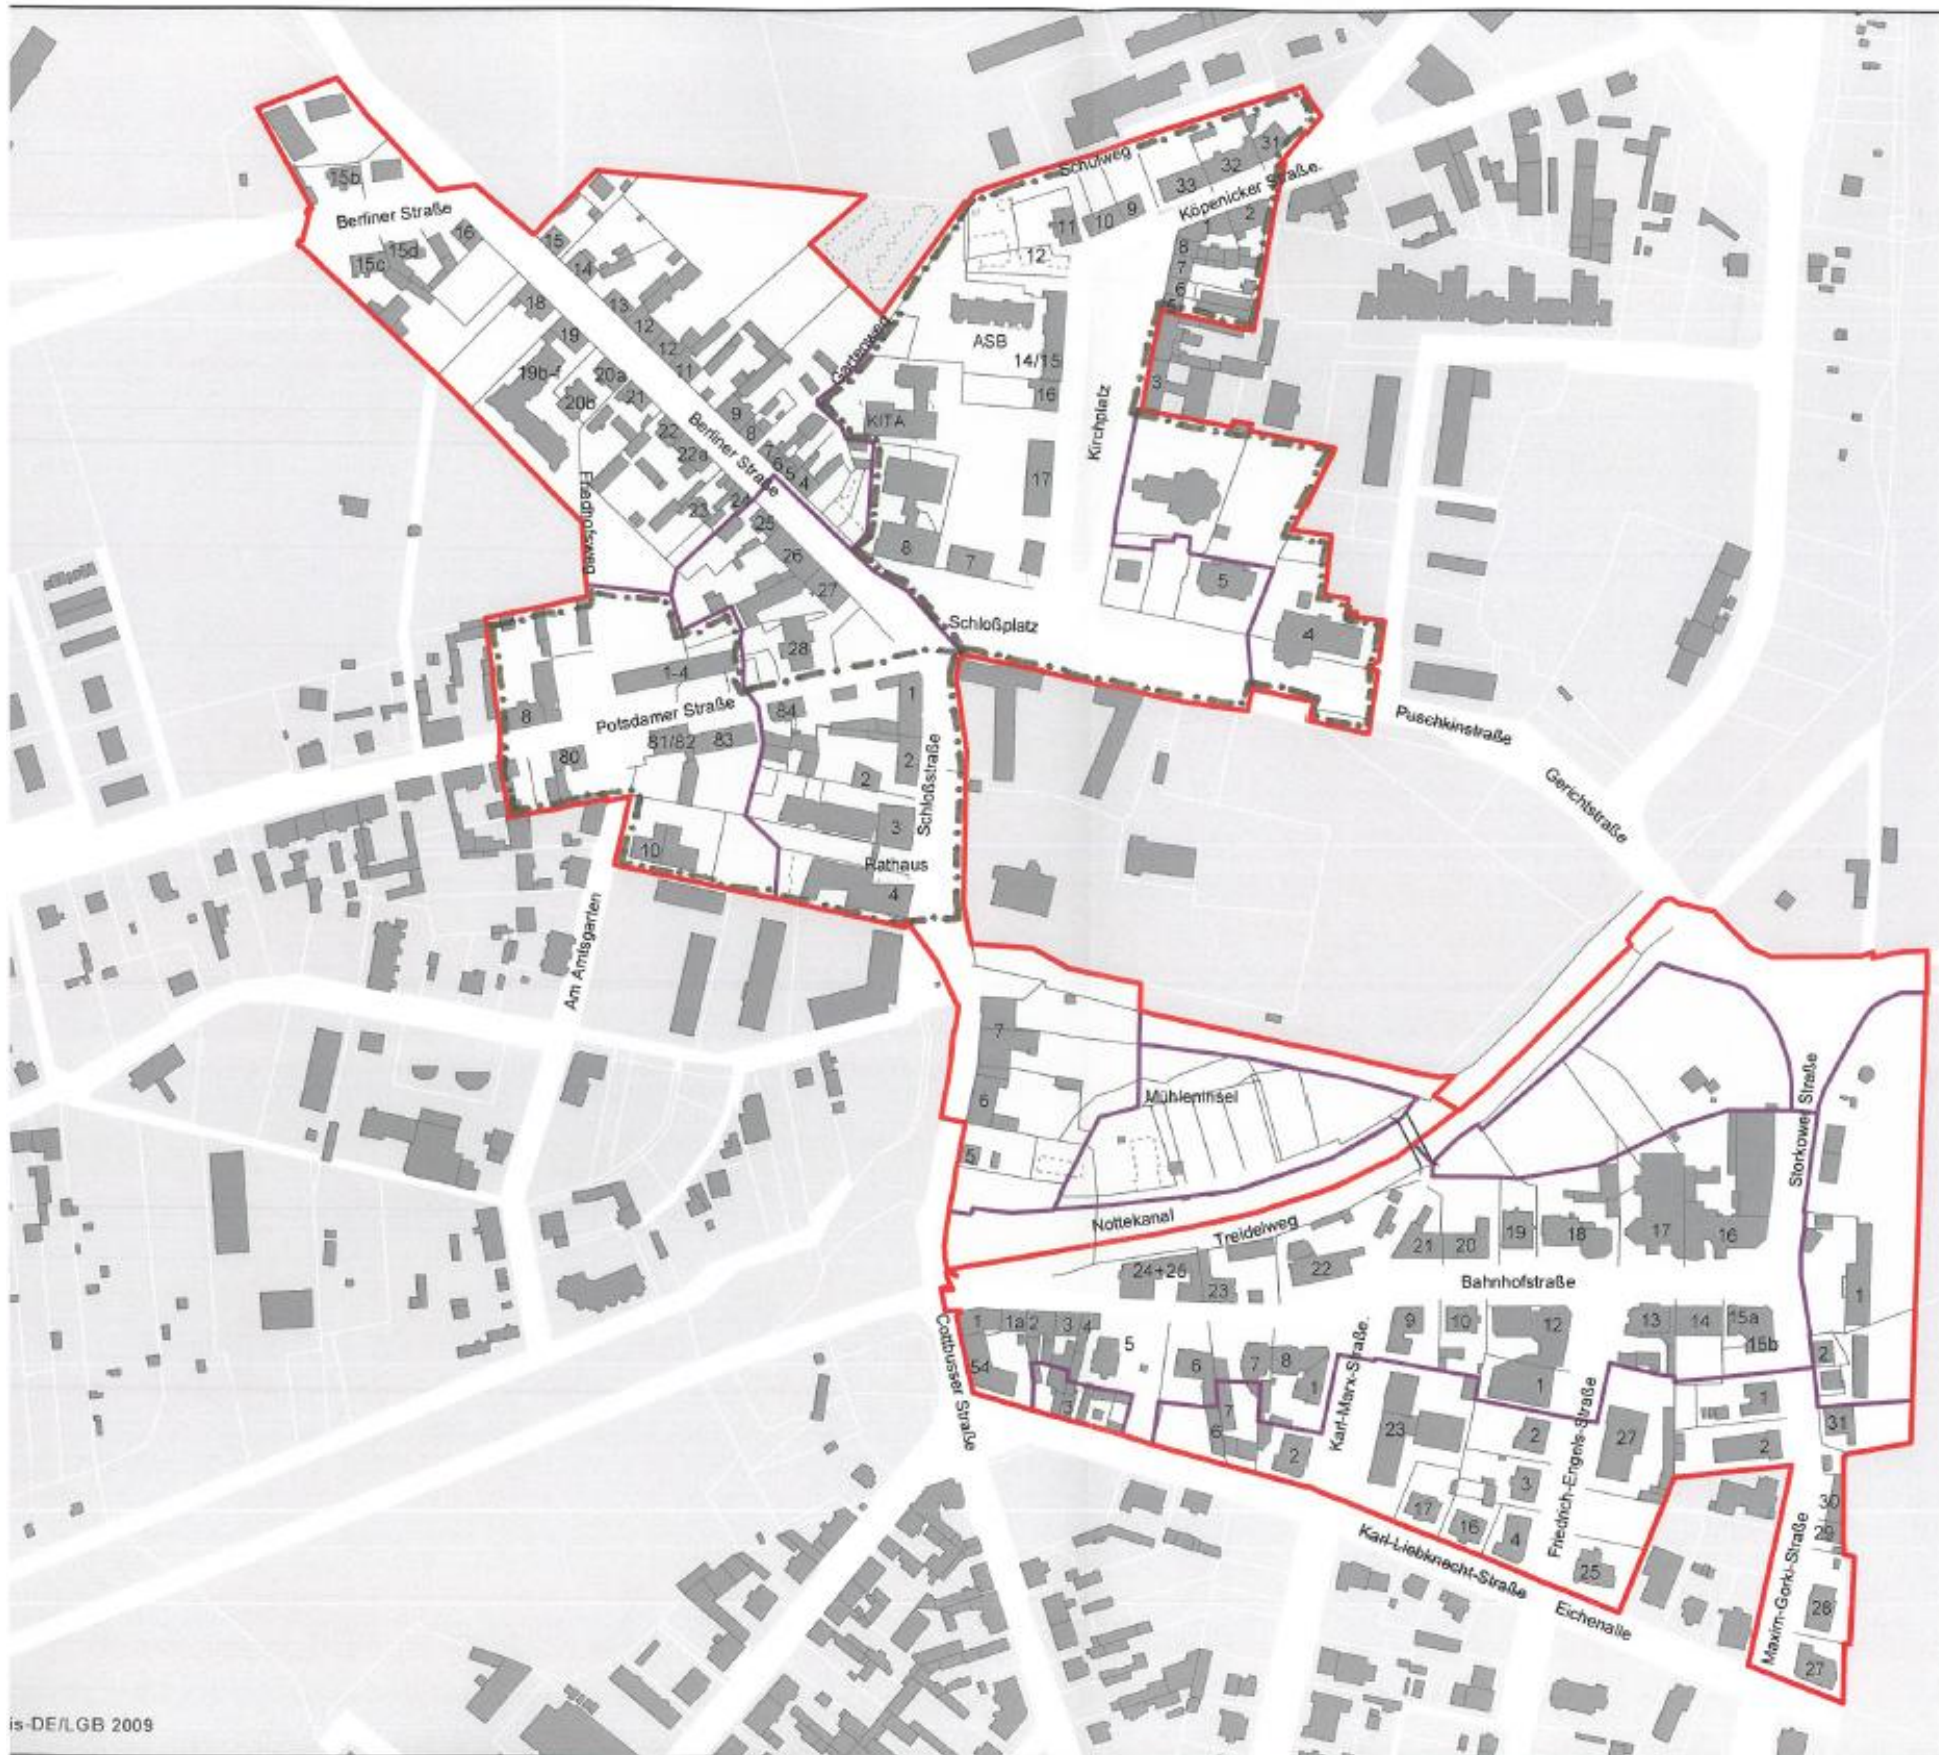 Schulweg
31
32
33
Köpenicker Straße.
15b
Berliner Straße
16
15d
15c
11
10
9
12
1
2
8
7
6
5
15
14
13
12
12
11
18
19
19b-f
20a
20b
21
22
22a
9
8
Berliner Straße
7
6
5
4
23
24
25
26
27
28
Gartenweg
KITA
ASB
14/15
16
17
Kirchplatz
3
Friedhofsweg
8
7
5
4
Schloßplatz
1-4
8
Potsdamer Straße
81/82
83
84
80
10
1
2
2
3
Schloßstraße
Rathaus
4
Puschkinstraße
Gerichtstraße
Am Amtsgarten
7
6
5
Mühleninsel
Nottekanal
Treidelweg
Storkower Straße
21
20
19
18
17
16
24+26
23
22
Bahnhofstraße
1
1
1a
2
3
4
5
54
3
6
7
8
1
6
7
2
9
10
12
1
13
14
15a
15b
2
Cottbusser Straße
Karl-Marx-Straße.
23
2
3
4
17
16
27
25
Friedrich-Engels-Straße
1
2
31
30
29
28
27
Maxim-Gorki-Straße
Karl-Liebknecht-Straße
Eichenalle
is-DE/LGB 2009